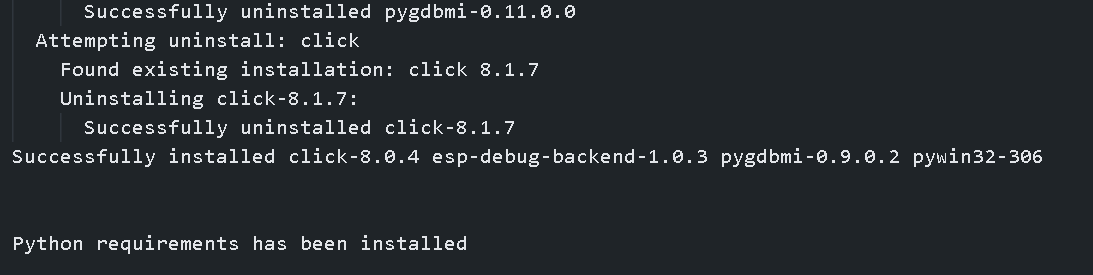 Successfully uninstalled pygdbmi-0.11.0.0
Attempting uninstall: click
Found existing installation: click 8.1.7
Uninstalling click-8.1.7:
Successfully uninstalled click-8.1.7
Successfully installed click-8.0.4 esp-debug-backend-1.0.3 pygdbmi-0.9.0.2 pywin32-306
Python requirements has been installed